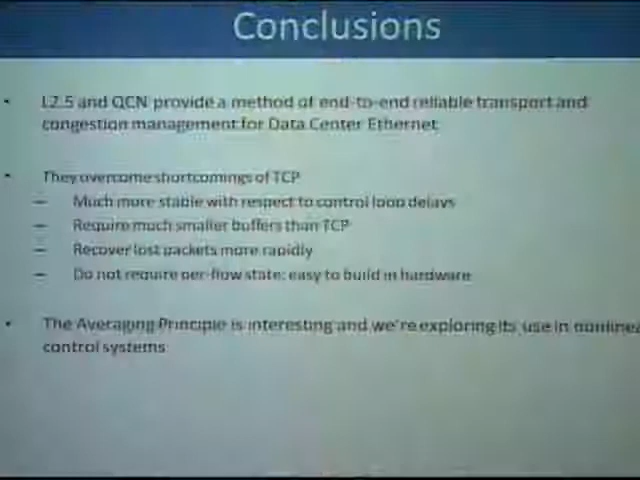 Conclusions
• L2.5 and QCN provide a method of end-to-end reliable transport and
congestion management for Data Center Ethernet
• They overcome shortcomings of TCP
– Much more stable with respect to control loop delays
– Require much smaller buffers than TCP
– Recover lost packets more rapidly
– Do not require per-flow state: easy to build in hardware
• The Averaging Principle is interesting and we're exploring its use in
control systems